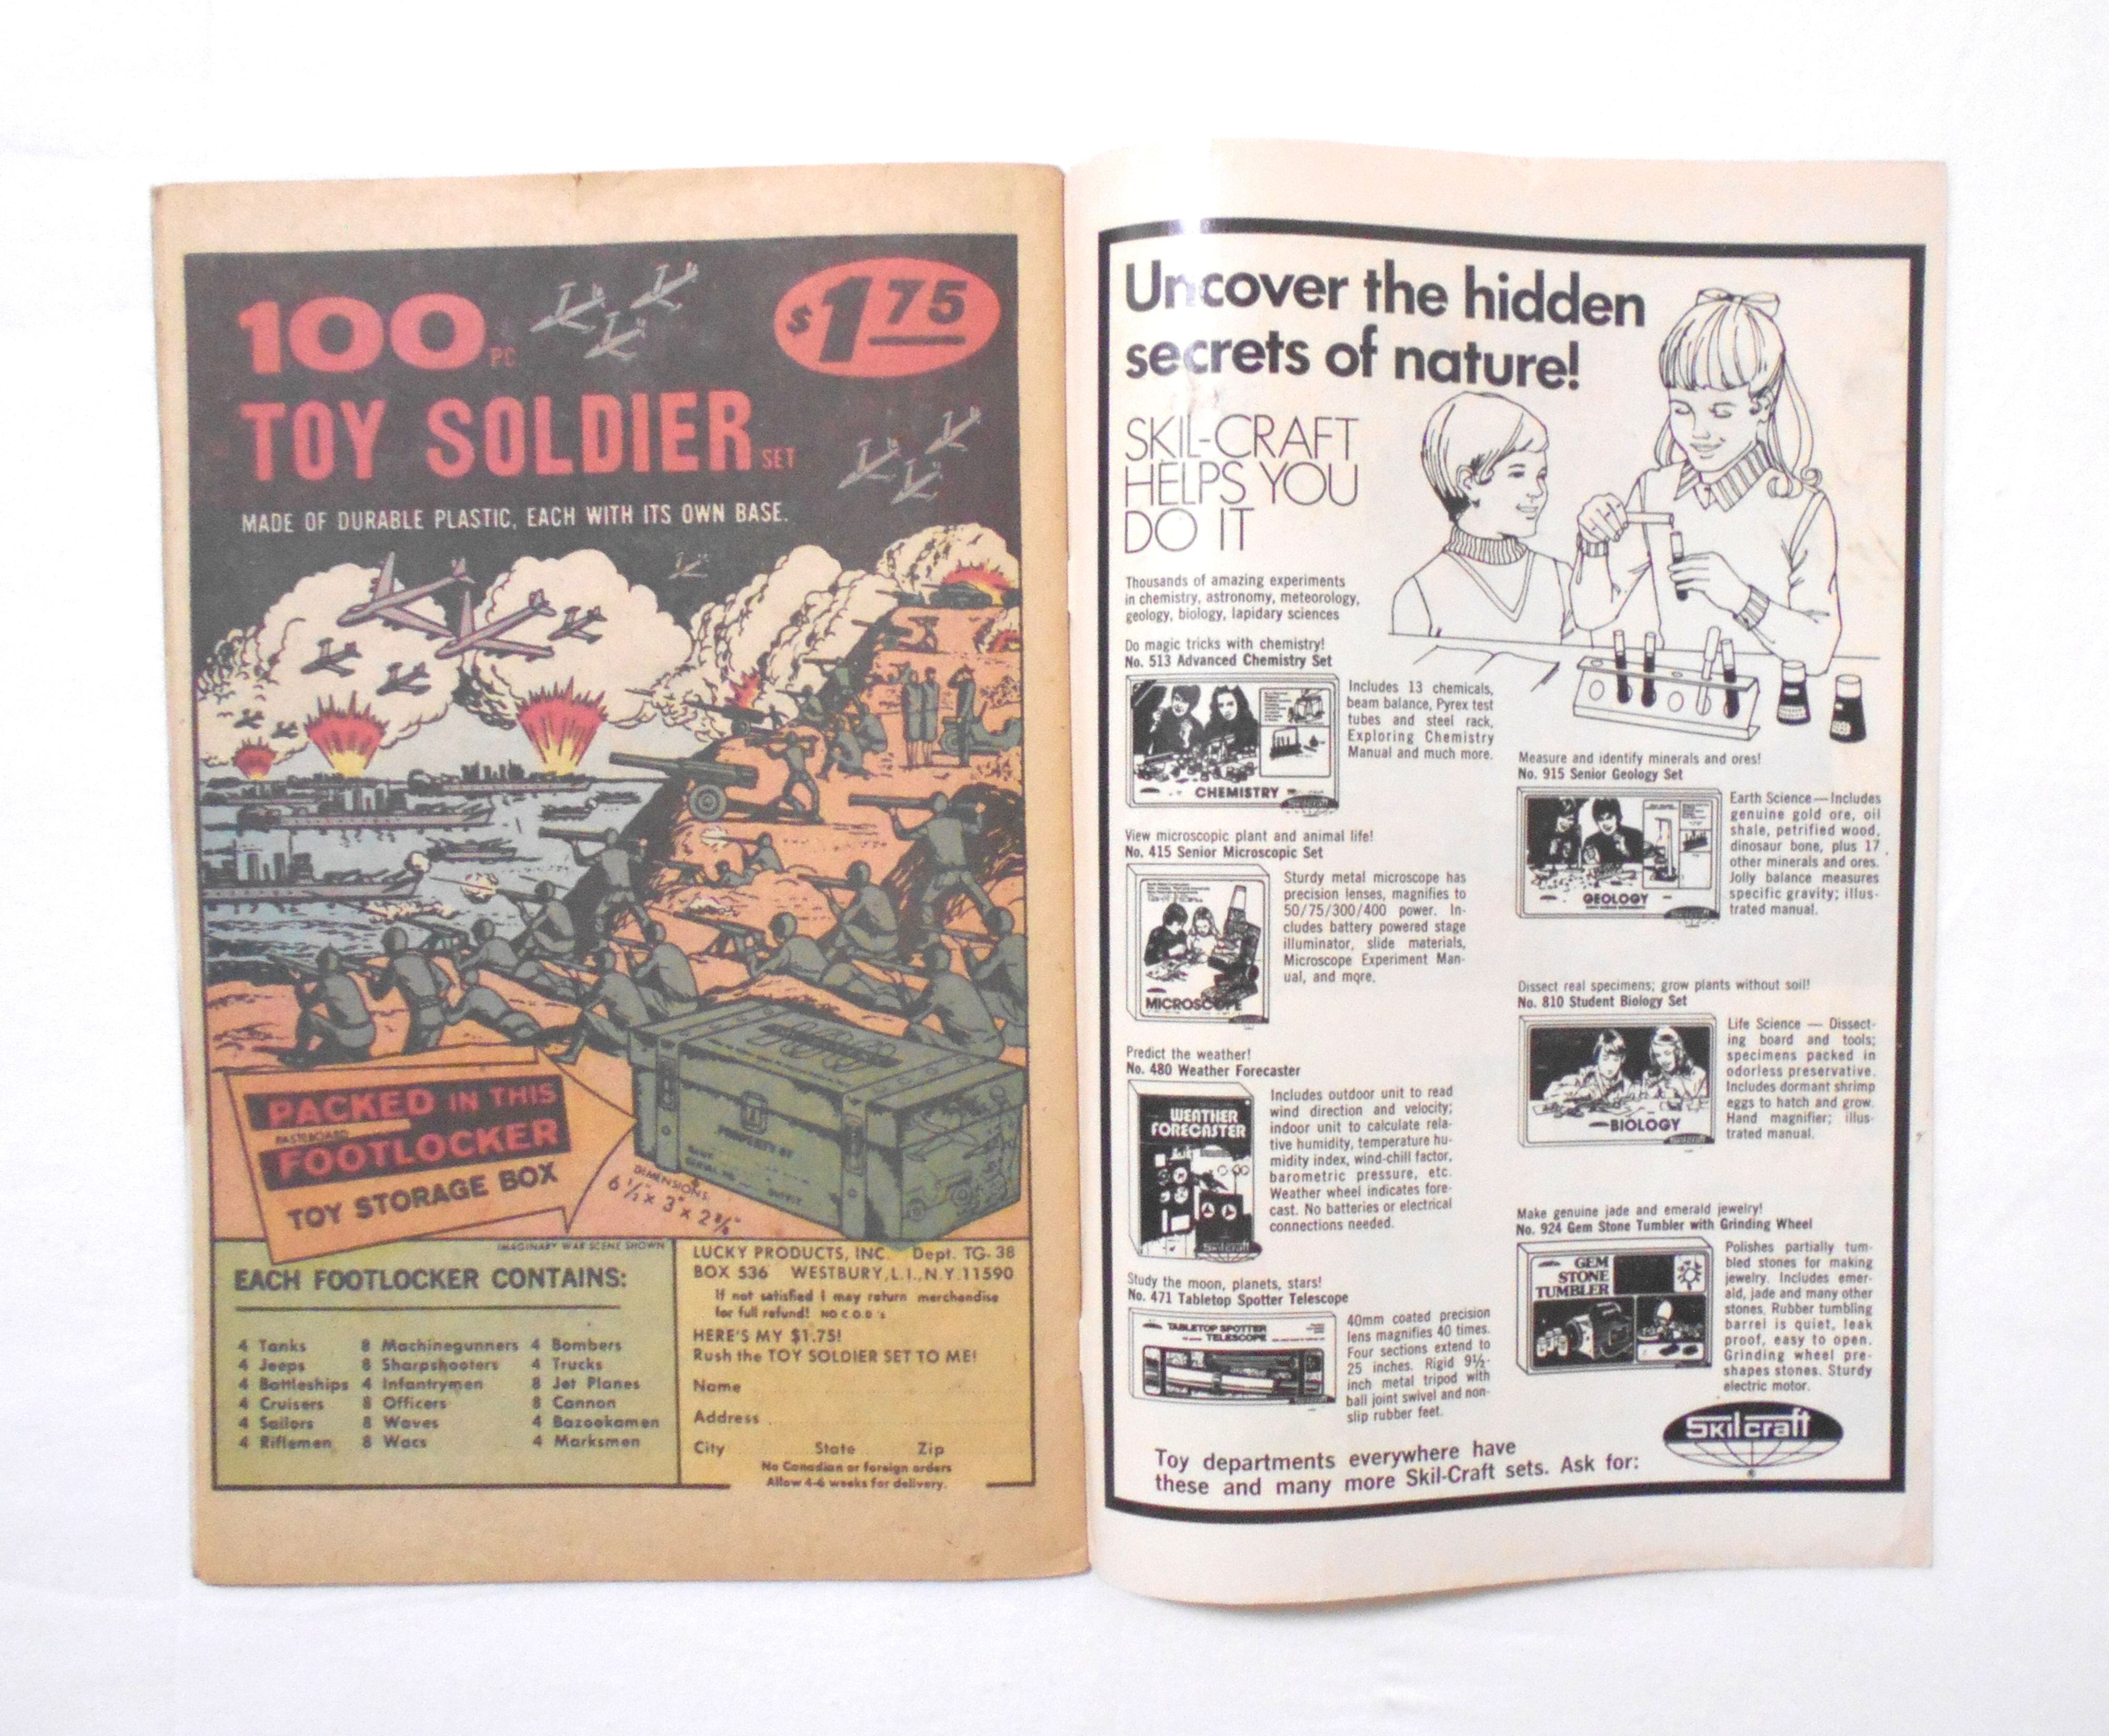 100 PC
$1 75
TOY SOLDIER SET
MADE OF DURABLE PLASTIC, EACH WITH ITS OWN BASE.
PACKED IN THIS
PASTEBOARD
FOOTLOCKER
TOY STORAGE BOX
PROPERTY OF
DIMENSIONS:
6 1/2" x 3" x 2 3/8"
IMAGINARY WAR SCENE SHOWN
EACH FOOTLOCKER CONTAINS:
4 Tanks 8 Machinegunners 4 Bombers
4 Jeeps 8 Sharpshooters 4 Trucks
4 Battleships 4 Infantrymen 8 Jet Planes
4 Cruisers 8 Officers 8 Cannon
4 Sailors 8 Waves 4 Bazookamen
4 Riflemen 8 Wacs 4 Marksmen
LUCKY PRODUCTS, INC. Dept. TG-38
BOX 536 WESTBURY, L.I., N.Y. 11590
If not satisfied I may return merchandise
for full refund! NO C.O.D.'s
HERE'S MY $1.75!
Rush the TOY SOLDIER SET TO ME!
Name
Address
City State Zip
No Canadian or foreign orders
Allow 4-6 weeks for delivery.
Uncover the hidden
secrets of nature!
SKIL-CRAFT
HELPS YOU
DO IT
Thousands of amazing experiments
in chemistry, astronomy, meteorology,
geology, biology, lapidary sciences
Do magic tricks with chemistry!
No. 513 Advanced Chemistry Set
CHEMISTRY
Includes 13 chemicals,
beam balance, Pyrex test
tubes and steel rack,
Exploring Chemistry
Manual and much more.
View microscopic plant and animal life!
No. 415 Senior Microscopic Set
MICROSCOPE
Sturdy metal microscope has
precision lenses, magnifies to
50/75/300/400 power. In-
cludes battery powered stage
illuminator, slide materials,
Microscope Experiment Man-
ual, and more.
Predict the weather!
No. 480 Weather Forecaster
WEATHER
FORECASTER
Skilcraft
Includes outdoor unit to read
wind direction and velocity;
indoor unit to calculate rela-
tive humidity, temperature hu-
midity index, wind-chill factor,
barometric pressure, etc.
Weather wheel indicates fore-
cast. No batteries or electrical
connections needed.
Study the moon, planets, stars!
No. 471 Tabletop Spotter Telescope
TABLETOP SPOTTER
TELESCOPE
40mm coated precision
lens magnifies 40 times.
Four sections extend to
25 inches. Rigid 9½-
inch metal tripod with
ball joint swivel and non-
slip rubber feet.
Measure and identify minerals and ores!
No. 915 Senior Geology Set
GEOLOGY
Earth Science—Includes
genuine gold ore, oil
shale, petrified wood,
dinosaur bone, plus 17
other minerals and ores.
Jolly balance measures
specific gravity; illus-
trated manual.
Dissect real specimens; grow plants without soil!
No. 810 Student Biology Set
BIOLOGY
Life Science — Dissect-
ing board and tools;
specimens packed in
odorless preservative.
Includes dormant shrimp
eggs to hatch and grow.
Hand magnifier; illus-
trated manual.
Make genuine jade and emerald jewelry!
No. 924 Gem Stone Tumbler with Grinding Wheel
GEM
STONE
TUMBLER
Polishes partially tum-
bled stones for making
jewelry. Includes emer-
ald, jade and many other
stones. Rubber tumbling
barrel is quiet, leak
proof, easy to open.
Grinding wheel pre-
shapes stones. Sturdy
electric motor.
Toy departments everywhere have
these and many more Skil-Craft sets. Ask for:
Skilcraft